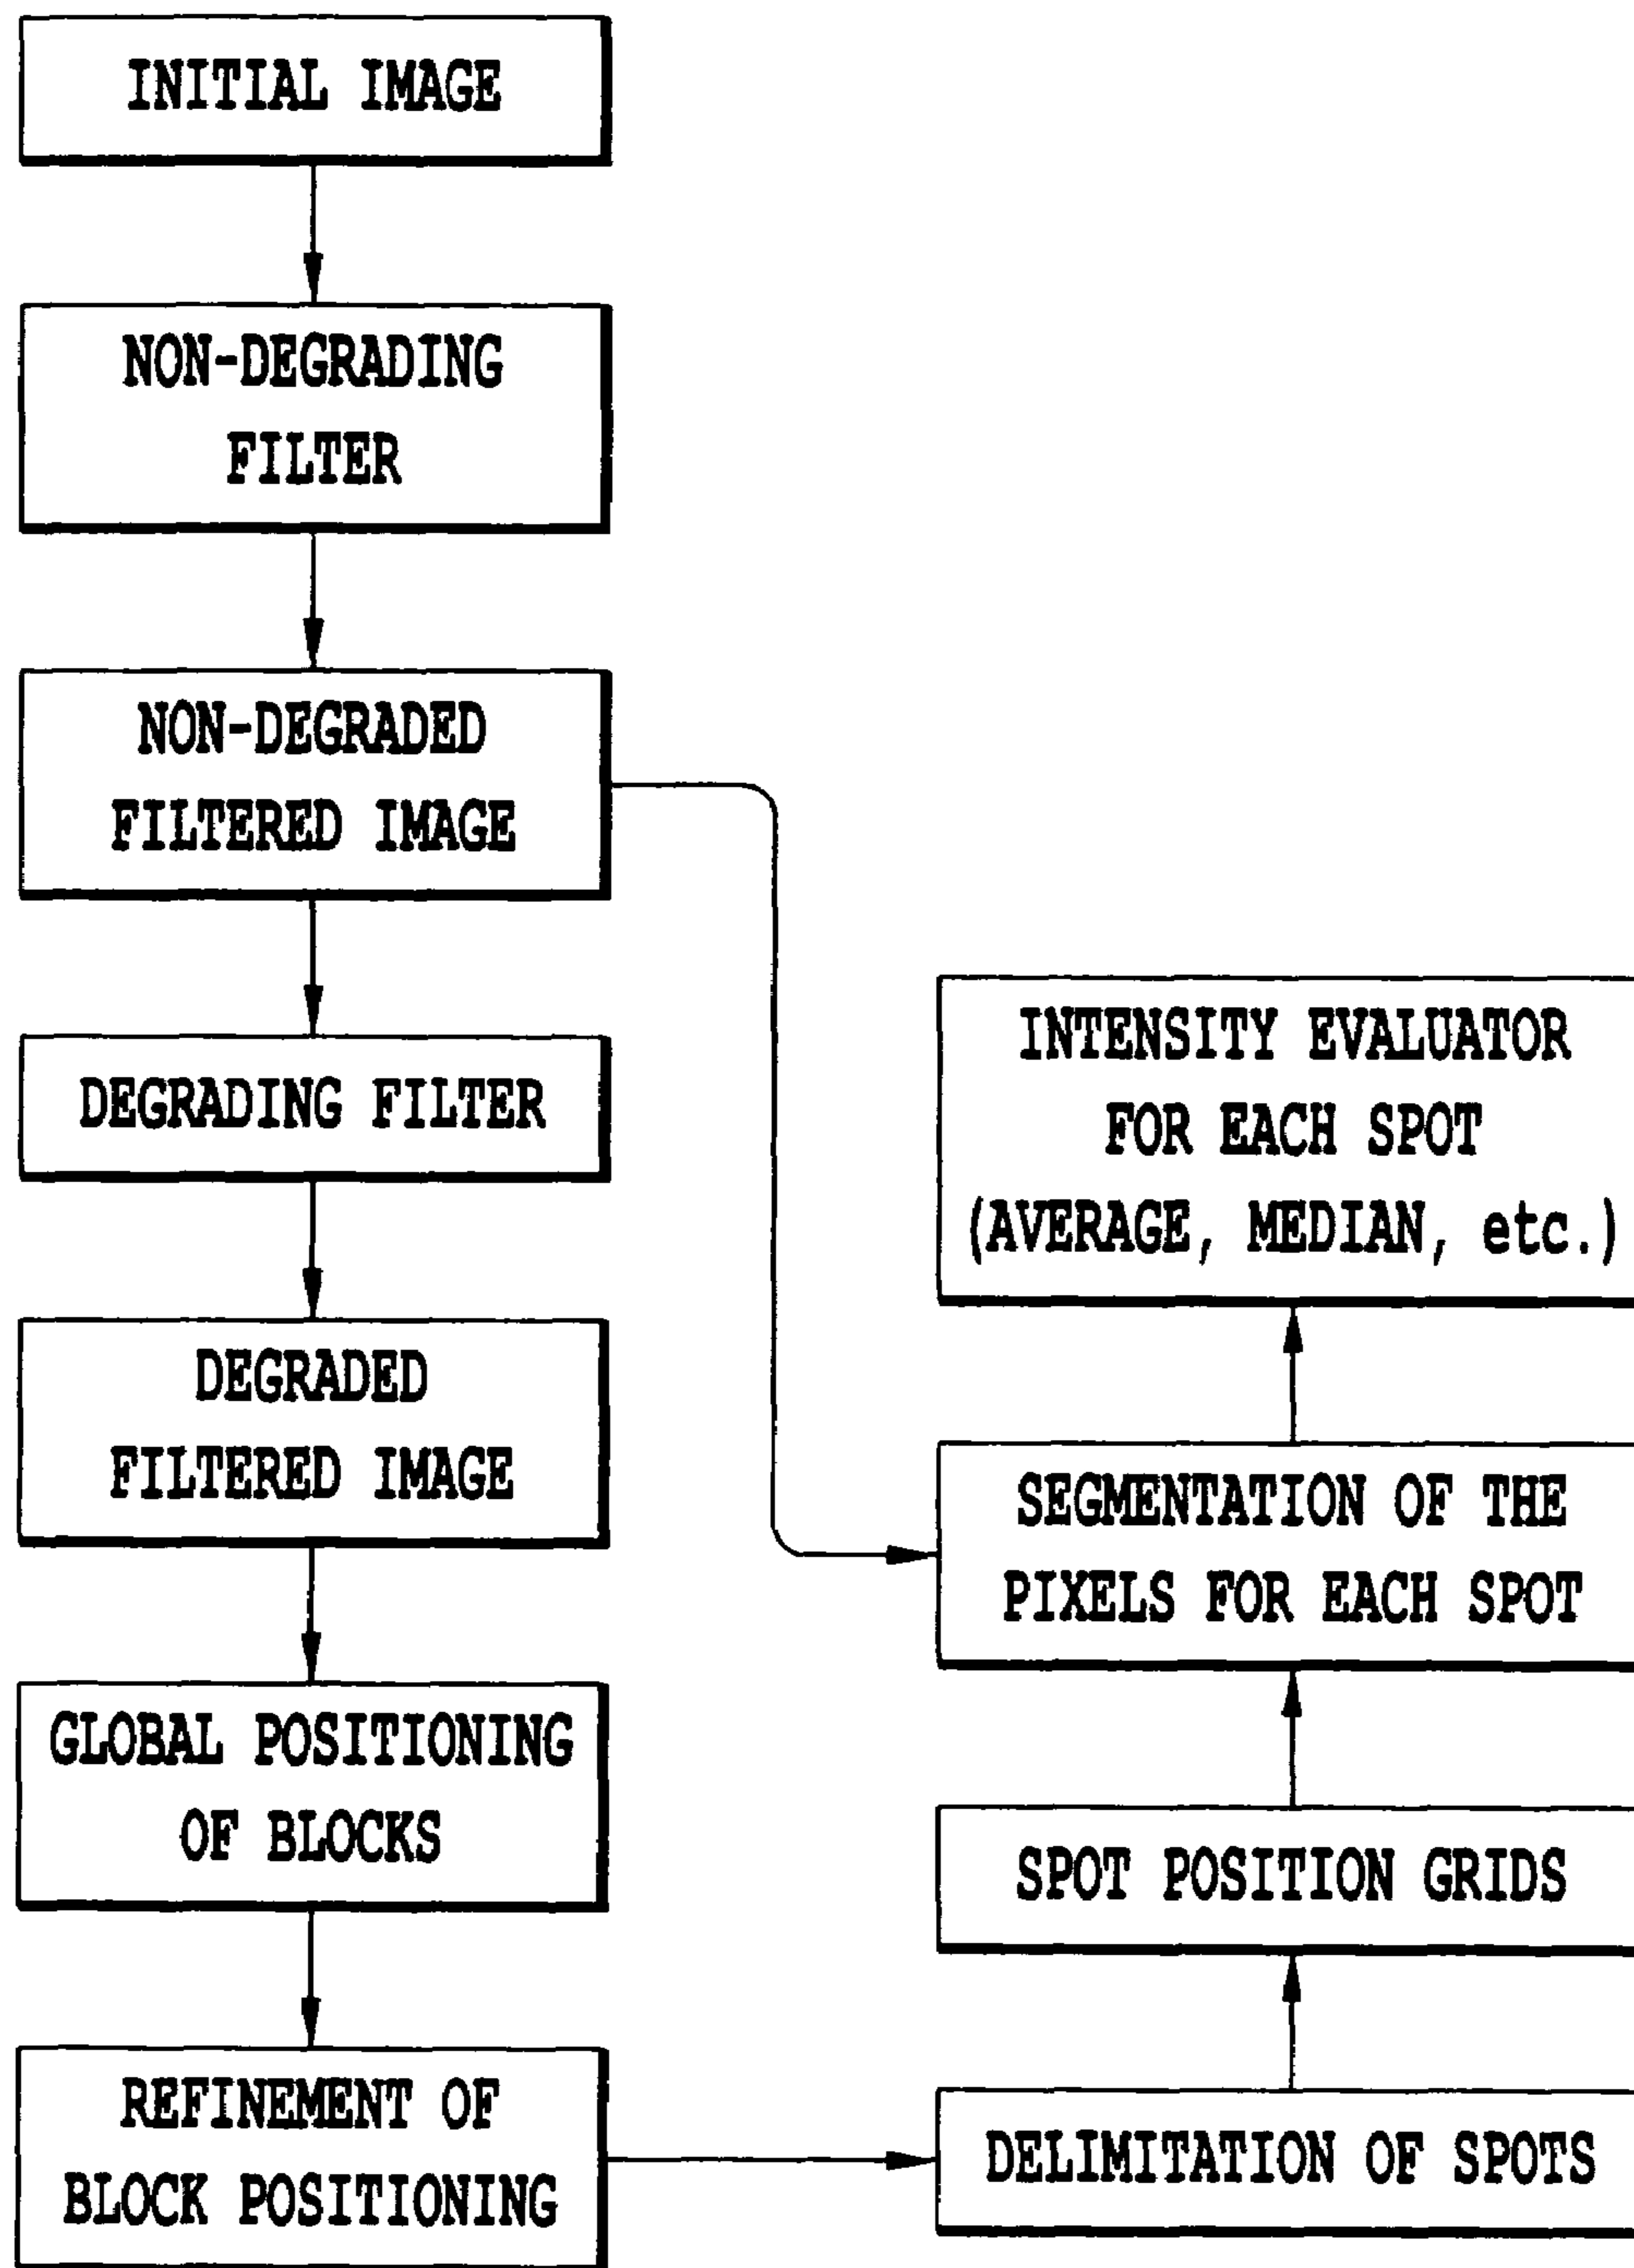 INITIAL IMAGE
NON-DEGRADING
FILTER
NON-DEGRADED
FILTERED IMAGE
DEGRADING FILTER
DEGRADED
FILTERED IMAGE
GLOBAL POSITIONING
OF BLOCKS
REFINEMENT OF
BLOCK POSITIONING
INTENSITY EVALUATOR
FOR EACH SPOT
(AVERAGE, MEDIAN, etc.)
SEGMENTATION OF THE
PIXELS FOR EACH SPOT
SPOT POSITION GRIDS
DELIMITATION OF SPOTS